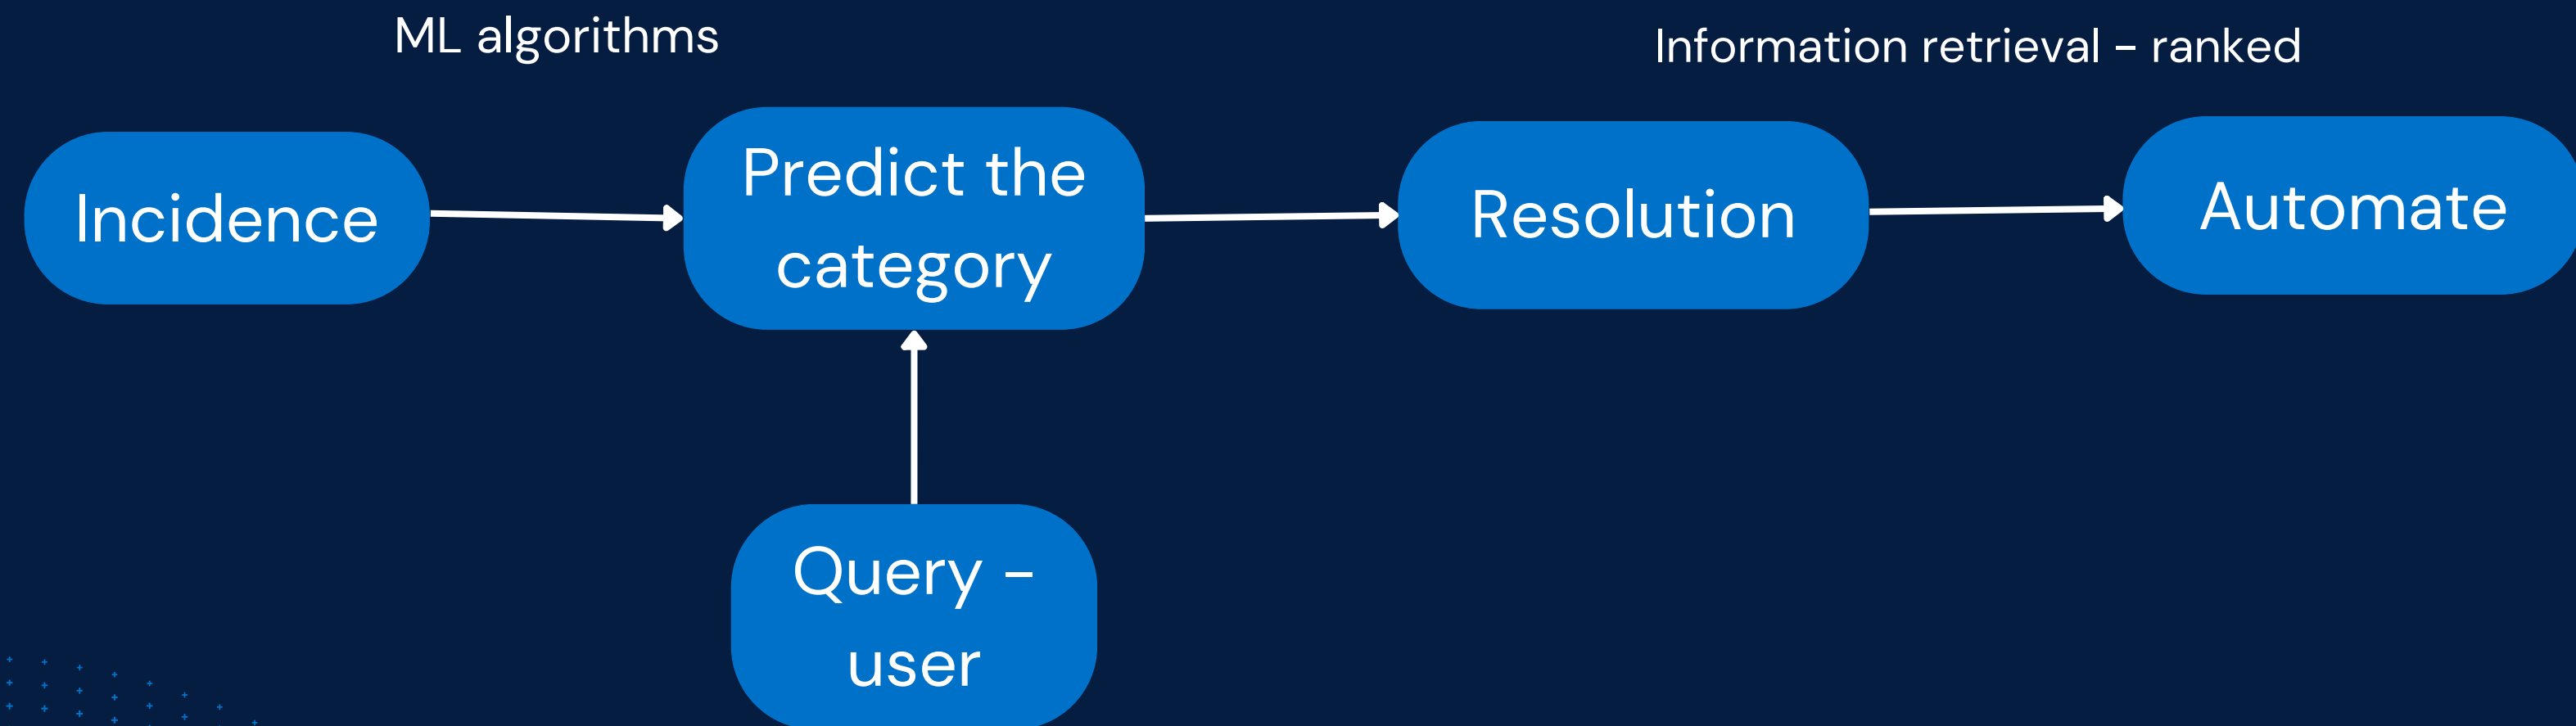 ML algorithms
Information retrieval - ranked
Incidence
Predict the
category
Resolution
Automate
Query -
user